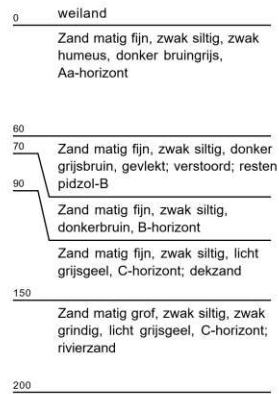 0 weiland
Zand matig fijn, zwak siltig, zwak
humeus, donker bruingrijs,
Aa-horizont
60
Zand matig fijn, zwak siltig, donker
70
grijsbruin, gevlekt; verstoord; resten
pidzol-B
90
Zand matig fijn, zwak siltig,
donkerbruin, B-horizont
Zand matig fijn, zwak siltig, licht
grijsgeel, C-horizont; dekzand
150
Zand matig grof, zwak siltig, zwak
grindig, licht grijsgeel, C-horizont;
rivierzand
200